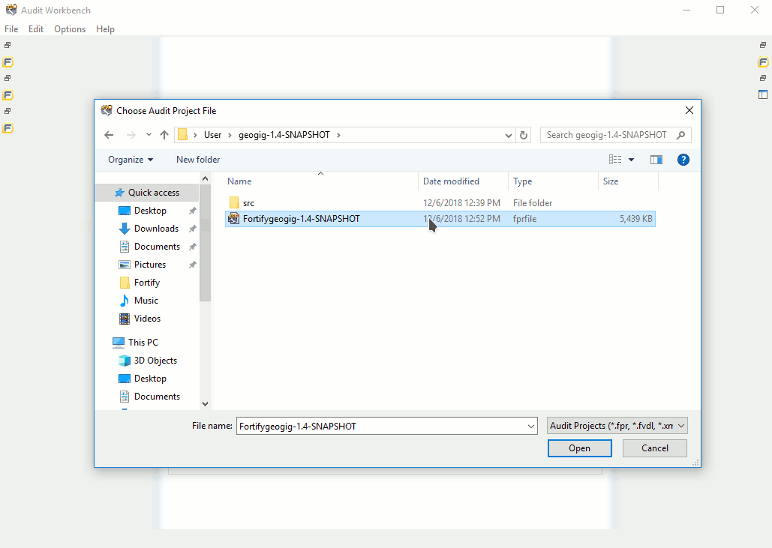 Audit Workbench
File Edit Options Help
Choose Audit Project File
User geogig-1.4-SNAPSHOT
Search geogig-1.4-SNAPSHOT
Organize New folder
Name Date modified Type Size
Quick access
Desktop
Downloads
Documents
Pictures
Fortify
Music
Videos
This PC
3D Objects
Desktop
Documents
src 12/6/2018 12:39 PM File folder
Fortifygeogig-1.4-SNAPSHOT 12/6/2018 12:52 PM fprfile 5,439 KB
File name: Fortifygeogig-1.4-SNAPSHOT Audit Projects (*.fpr, *.fvdl, *.xm
Open Cancel